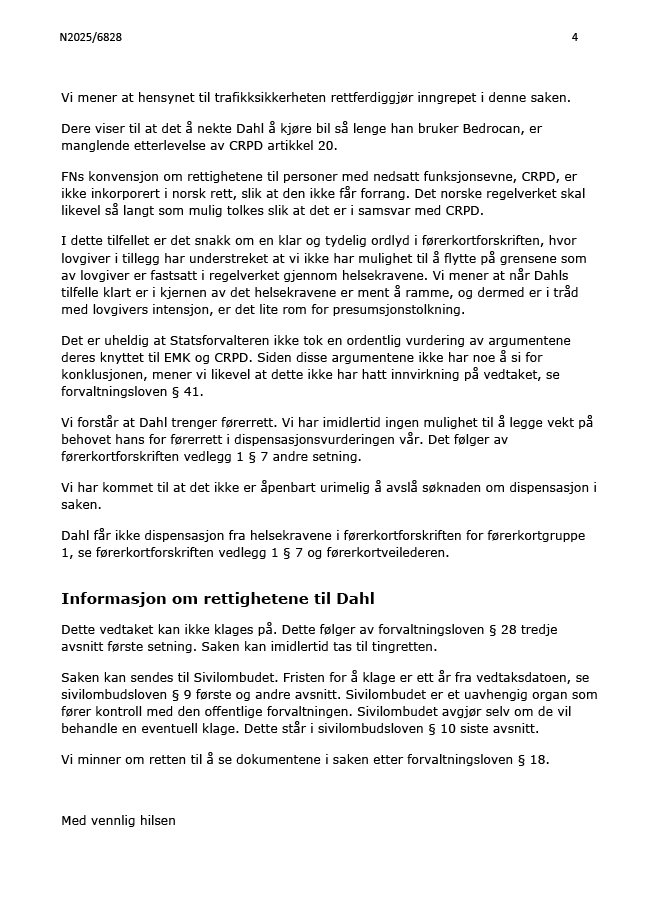 N2025/6828 4
Vi mener at hensynet til trafikksikkerheten rettferdiggjør inngrepet i denne saken.
Dere viser til at det å nekte Dahl å kjøre bil så lenge han bruker Bedrocan, er
manglende etterlevelse av CRPD artikkel 20.
FNs konvensjon om rettighetene til personer med nedsatt funksjonsevne, CRPD, er
ikke inkorporert i norsk rett, slik at den ikke får forrang. Det norske regelverket skal
likevel så langt som mulig tolkes slik at det er i samsvar med CRPD.
I dette tilfellet er det snakk om en klar og tydelig ordlyd i førerkortforskriften, hvor
lovgiver i tillegg har understreket at vi ikke har mulighet til å flytte på grensene som
av lovgiver er fastsatt i regelverket gjennom helsekravene. Vi mener at når Dahls
tilfelle klart er i kjernen av det helsekravene er ment å ramme, og dermed er i tråd
med lovgivers intensjon, er det lite rom for presumsjonstolkning.
Det er uheldig at Statsforvalteren ikke tok en ordentlig vurdering av argumentene
deres knyttet til EMK og CRPD. Siden disse argumentene ikke har noe å si for
konklusjonen, mener vi likevel at dette ikke har hatt innvirkning på vedtaket, se
forvaltningsloven § 41.
Vi forstår at Dahl trenger førerrett. Vi har imidlertid ingen mulighet til å legge vekt på
behovet hans for førerrett i dispensasjonsvurderingen vår. Det følger av
førerkortforskriften vedlegg 1 § 7 andre setning.
Vi har kommet til at det ikke er åpenbart urimelig å avslå søknaden om dispensasjon i
saken.
Dahl får ikke dispensasjon fra helsekravene i førerkortforskriften for førerkortgruppe
1, se førerkortforskriften vedlegg 1 § 7 og førerkortveilederen.
Informasjon om rettighetene til Dahl
Dette vedtaket kan ikke klages på. Dette følger av forvaltningsloven § 28 tredje
avsnitt første setning. Saken kan imidlertid tas til tingretten.
Saken kan sendes til Sivilombudet. Fristen for å klage er ett år fra vedtaksdatoen, se
sivilombudsloven § 9 første og andre avsnitt. Sivilombudet er et uavhengig organ som
fører kontroll med den offentlige forvaltningen. Sivilombudet avgjør selv om de vil
behandle en eventuell klage. Dette står i sivilombudsloven § 10 siste avsnitt.
Vi minner om retten til å se dokumentene i saken etter forvaltningsloven § 18.
Med vennlig hilsen